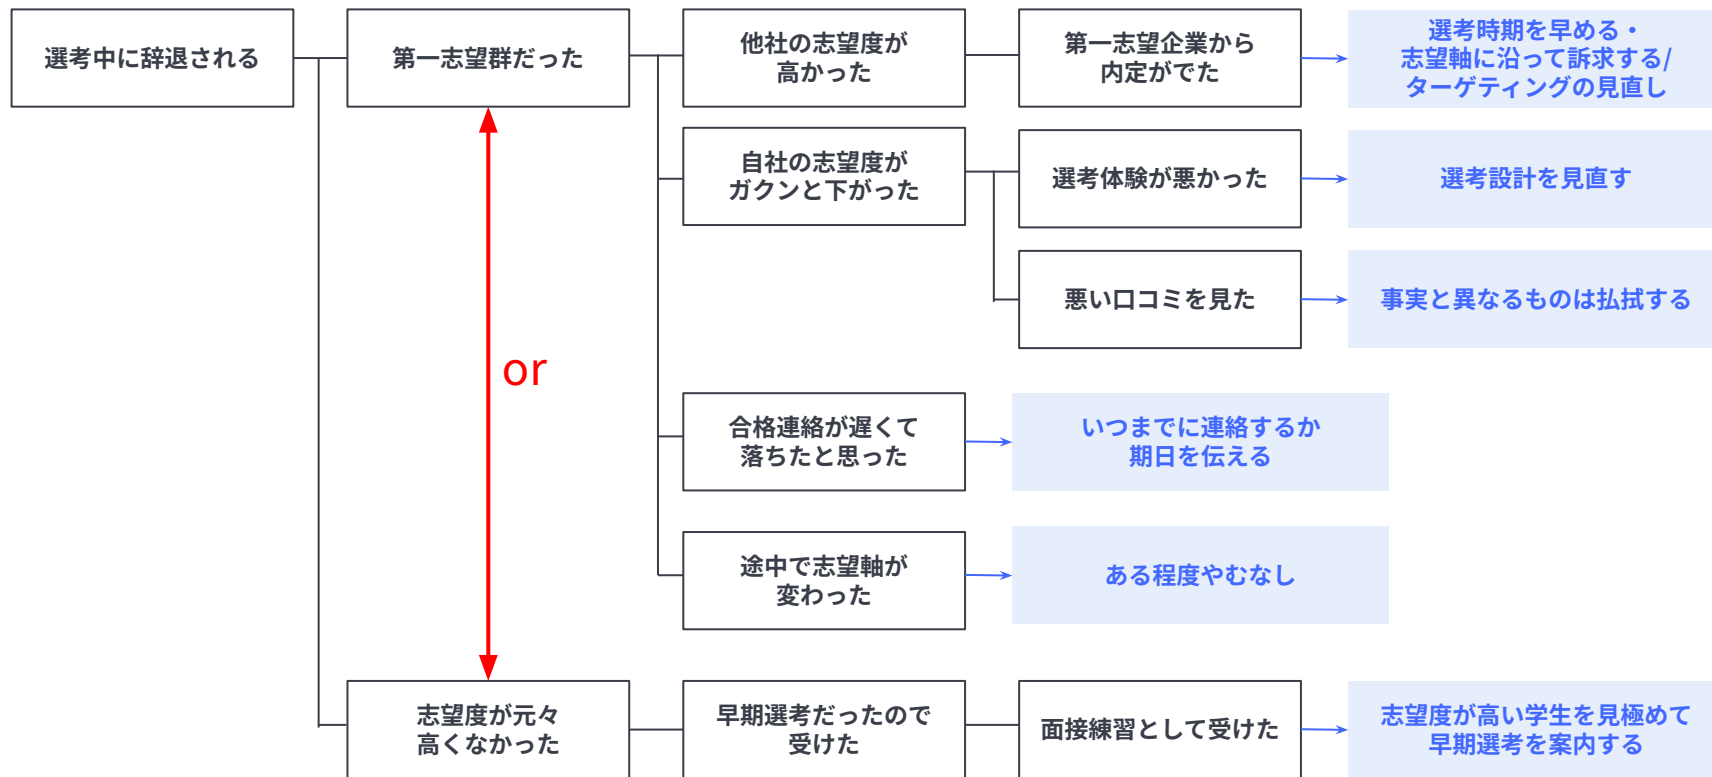 選考中に辞退される
第一志望群だった
他社の志望度が
高かった
第一志望企業から
内定がでた
選考時期を早める・
志望軸に沿って訴求する/
ターゲティングの見直し
自社の志望度が
ガクンと下がった
選考体験が悪かった
選考設計を見直す
悪い口コミを見た
事実と異なるものは払拭する
or
合格連絡が遅くて
落ちたと思った
いつまでに連絡するか
期日を伝える
途中で志望軸が
変わった
ある程度やむなし
志望度が元々
高くなかった
早期選考だったので
受けた
面接練習として受けた
志望度が高い学生を見極めて
早期選考を案内する